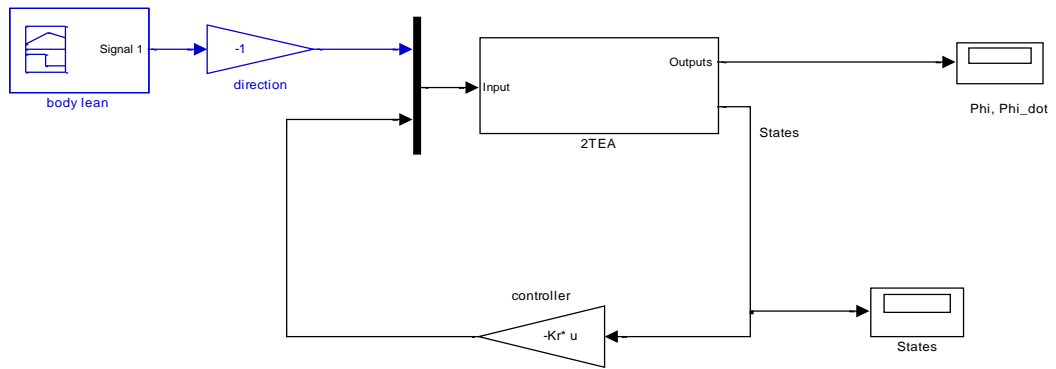 Signal 1
body lean
-1
direction
Input
Outputs
2TEA
States
Phi, Phi_dot
controller
-Kr* u
States